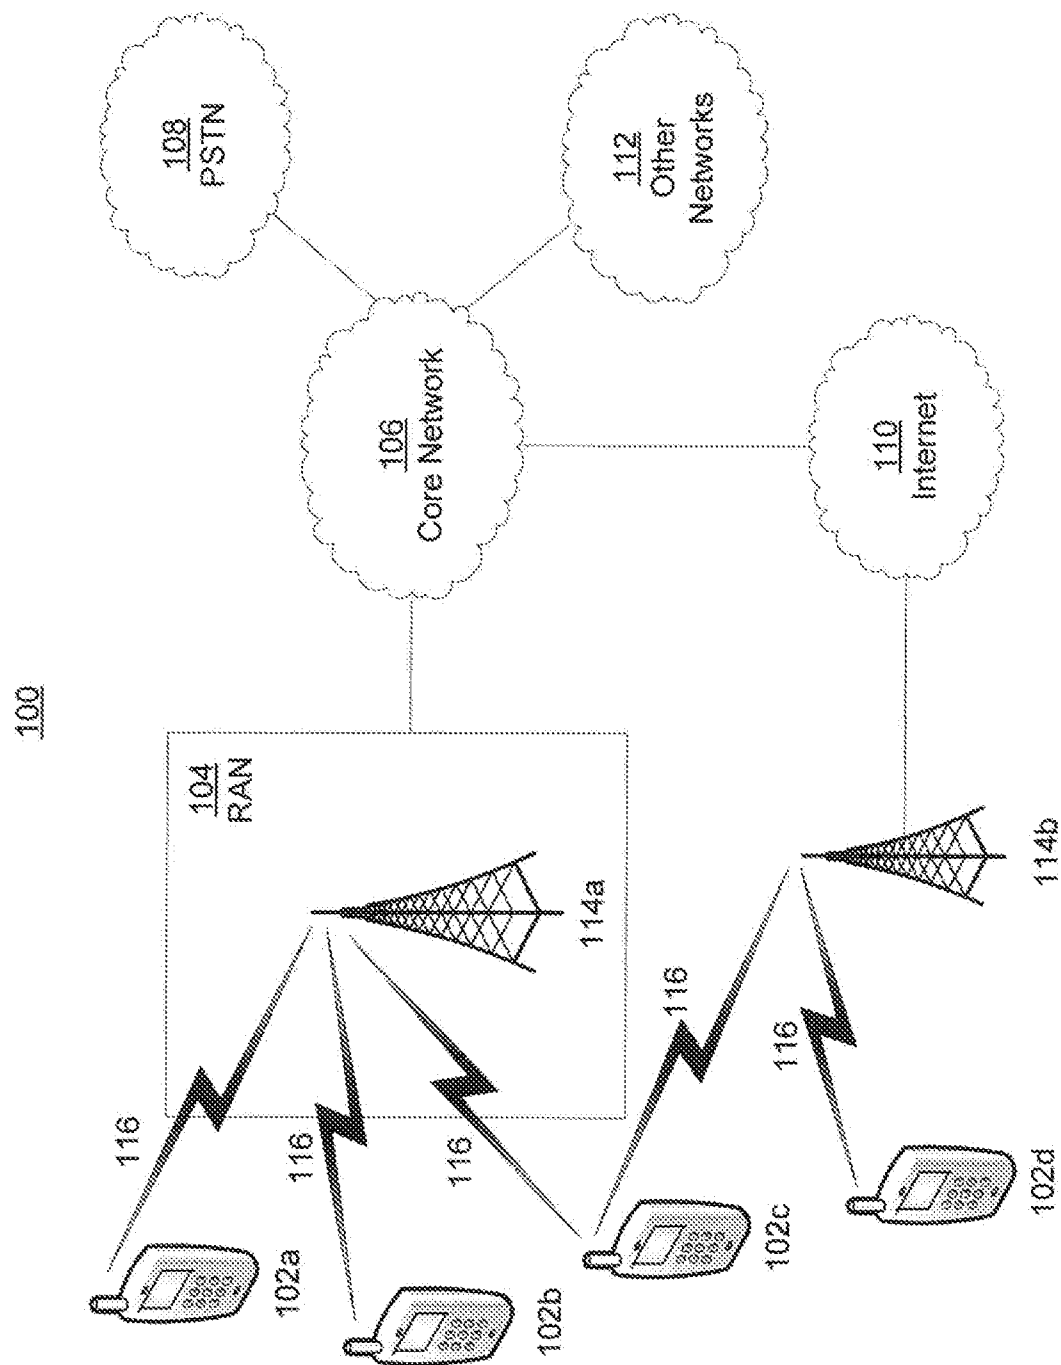 100
108
PSTN
106
Core Network
112
Other
Networks
104
RAN
110
Internet
114a
114b
116
116
116
116
116
102a
102b
102c
102d